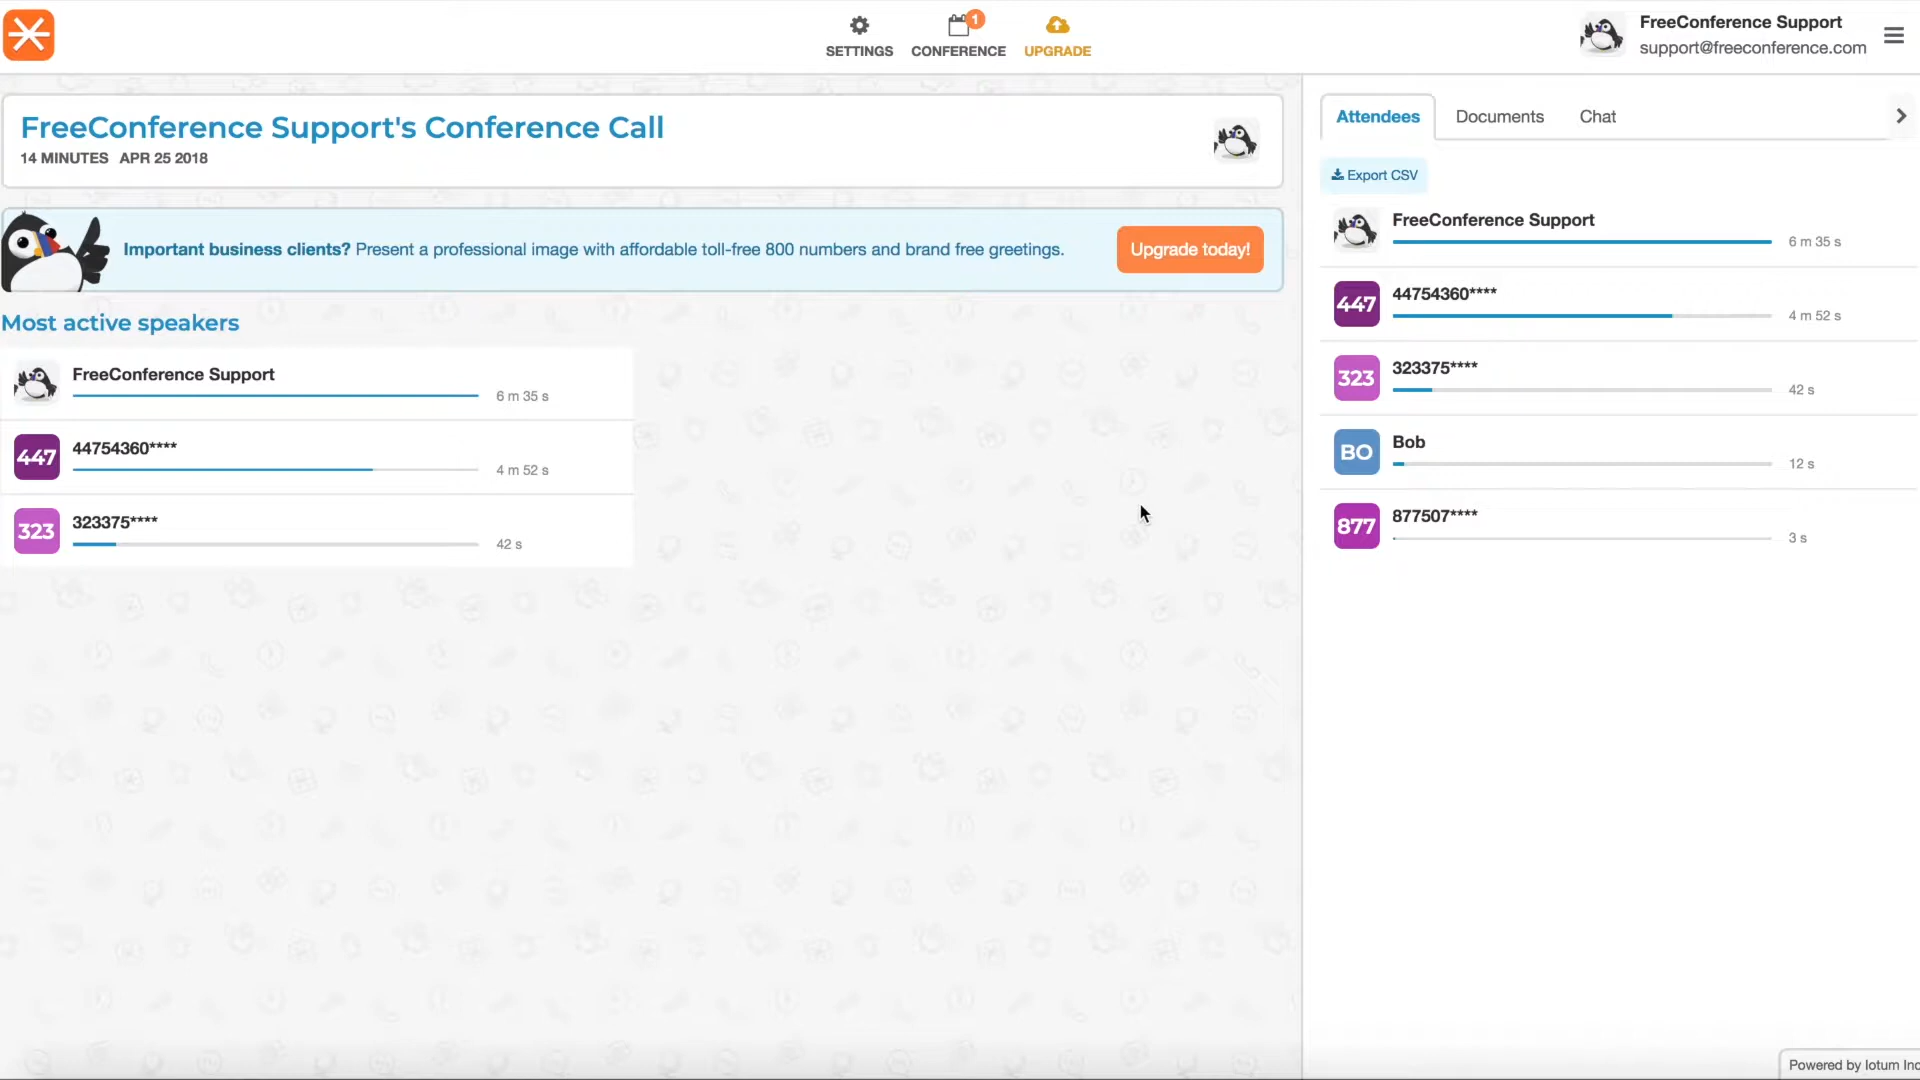 SETTINGS
CONFERENCE
1
UPGRADE
FreeConference Support
support@freeconference.com
FreeConference Support's Conference Call
14 MINUTES APR 25 2018
Important business clients? Present a professional image with affordable toll-free 800 numbers and brand free greetings.
Upgrade today!
Most active speakers
FreeConference Support
6 m 35 s
447
44754360****
4 m 52 s
323
323375****
42 s
Attendees Documents Chat
Export CSV
FreeConference Support
6 m 35 s
447
44754360****
4 m 52 s
323
323375****
42 s
BO
Bob
12 s
877
877507****
3 s
Powered by Iotum Inc